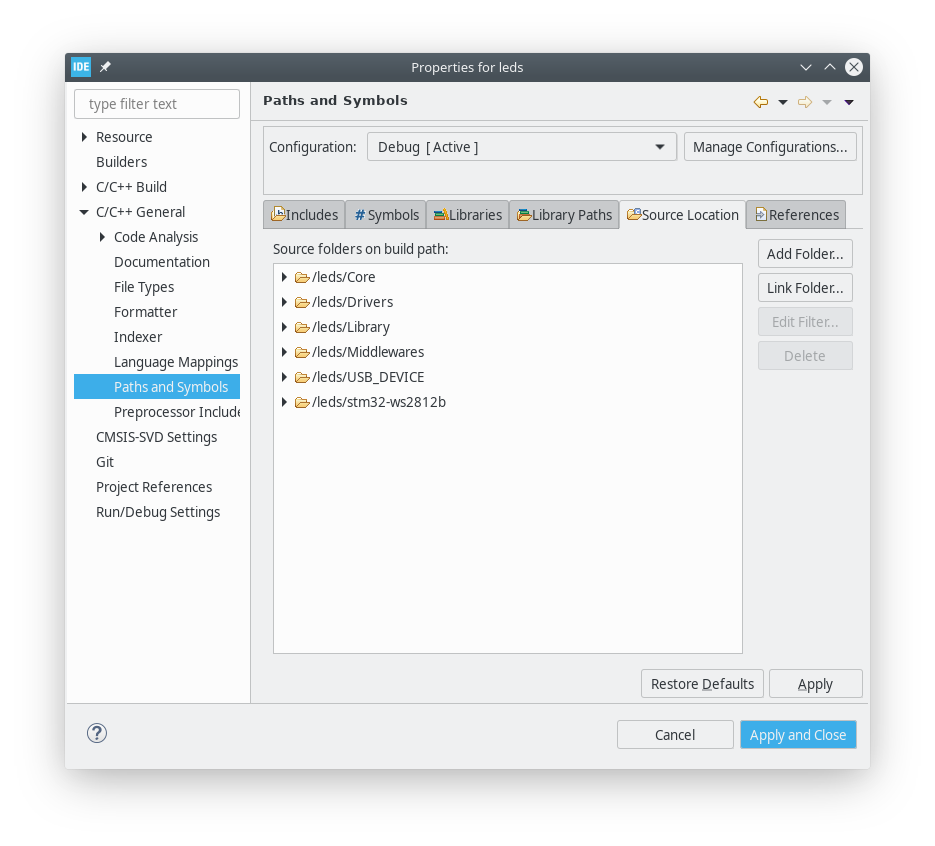 IDE
Properties for leds
type filter text
Resource
Builders
C/C++ Build
C/C++ General
Code Analysis
Documentation
File Types
Formatter
Indexer
Language Mappings
Paths and Symbols
Preprocessor Include
CMSIS-SVD Settings
Git
Project References
Run/Debug Settings
Paths and Symbols
Configuration:
Debug [ Active ]
Manage Configurations...
Includes
# Symbols
Libraries
Library Paths
Source Location
References
Source folders on build path:
/leds/Core
/leds/Drivers
/leds/Library
/leds/Middlewares
/leds/USB_DEVICE
/leds/stm32-ws2812b
Add Folder...
Link Folder...
Edit Filter...
Delete
Restore Defaults
Apply
?
Cancel
Apply and Close